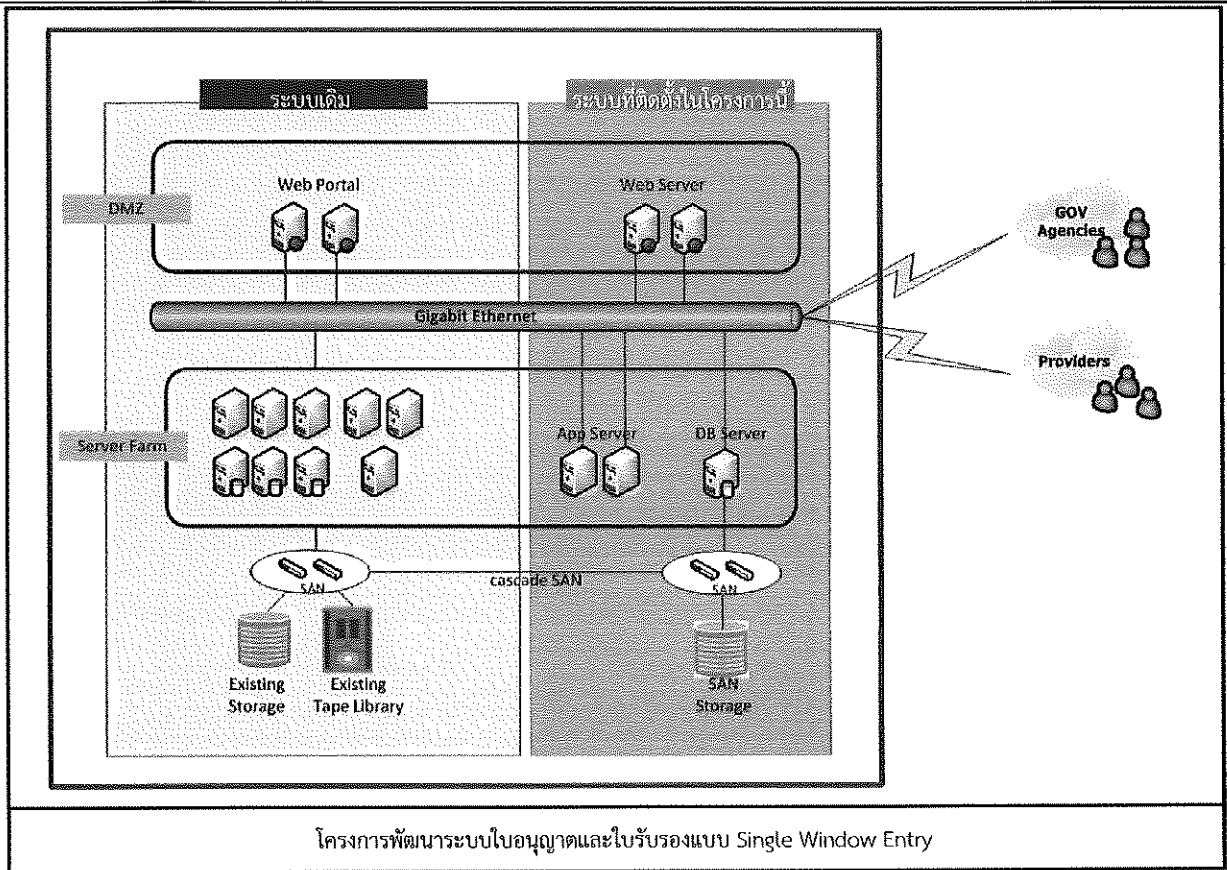 ระบบเดิม
ระบบที่ติดตั้งในโครงการนี้
DMZ
Web Portal
Web Server
GOV
Agencies
Gigabit Ethernet
Providers
Server Farm
App Server
DB Server
SAN
cascade SAN
SAN
Existing
Storage
Existing
Tape Library
SAN
Storage
โครงการพัฒนาระบบใบอนุญาตและใบรับรองแบบ Single Window Entry